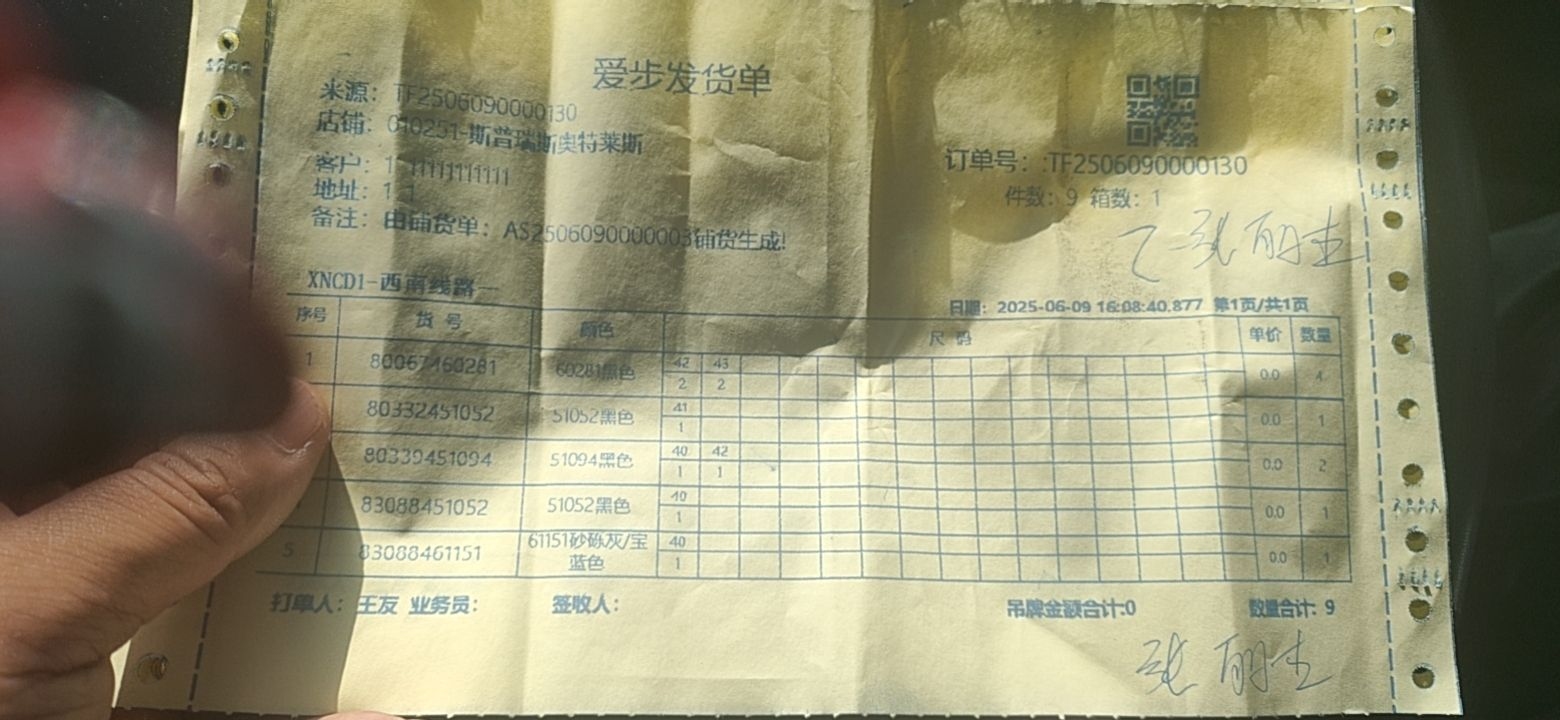 爱步发货单
来源：TF2506090000130
店铺：010251-斯普瑞斯奥特莱斯
订单号：:TF2506090000130
客户：1 11111111111
件数：9 箱数：1
地址：1 1
备注：由铺货单：AS2506090000003铺货生成!
XNCD1-西南线路一
日期：2025-06-09 16:08:40.877 第1页/共1页
序号 货号 颜色 尺码 单价 数量
1 80067460281 60281黑色 42 43 0.0 4
2 2
80332451052 51052黑色 41 0.0 1
1
80339451094 51094黑色 40 42 0.0 2
1 1
83088451052 51052黑色 40 0.0 1
1
5 83088461151 61151砂砾灰/宝蓝色 40 0.0 1
1
打单人：王友 业务员： 签收人： 吊牌金额合计:0 数量合计：9